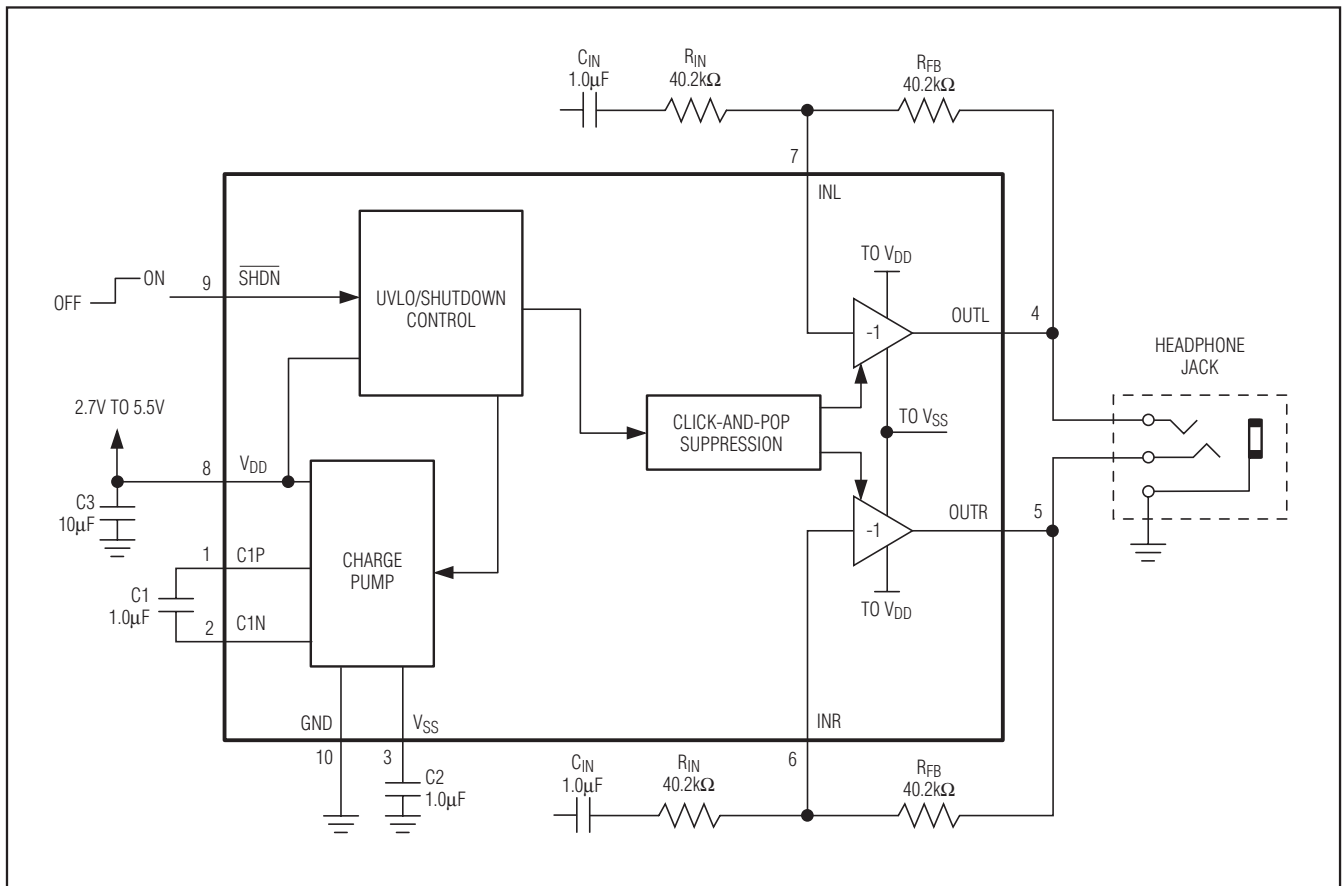 CIN
1.0µF
RIN
40.2kΩ
RFB
40.2kΩ
7
INL
TO VDD
ON
OFF
9
SHDN
UVLO/SHUTDOWN
CONTROL
-1
OUTL
4
HEADPHONE
JACK
2.7V TO 5.5V
CLICK-AND-POP
SUPPRESSION
TO VSS
8
VDD
C3
10µF
-1
OUTR
5
1
C1P
CHARGE
PUMP
C1
1.0µF
2
C1N
TO VDD
GND
VSS
INR
10
3
6
C2
1.0µF
CIN
1.0µF
RIN
40.2kΩ
RFB
40.2kΩ